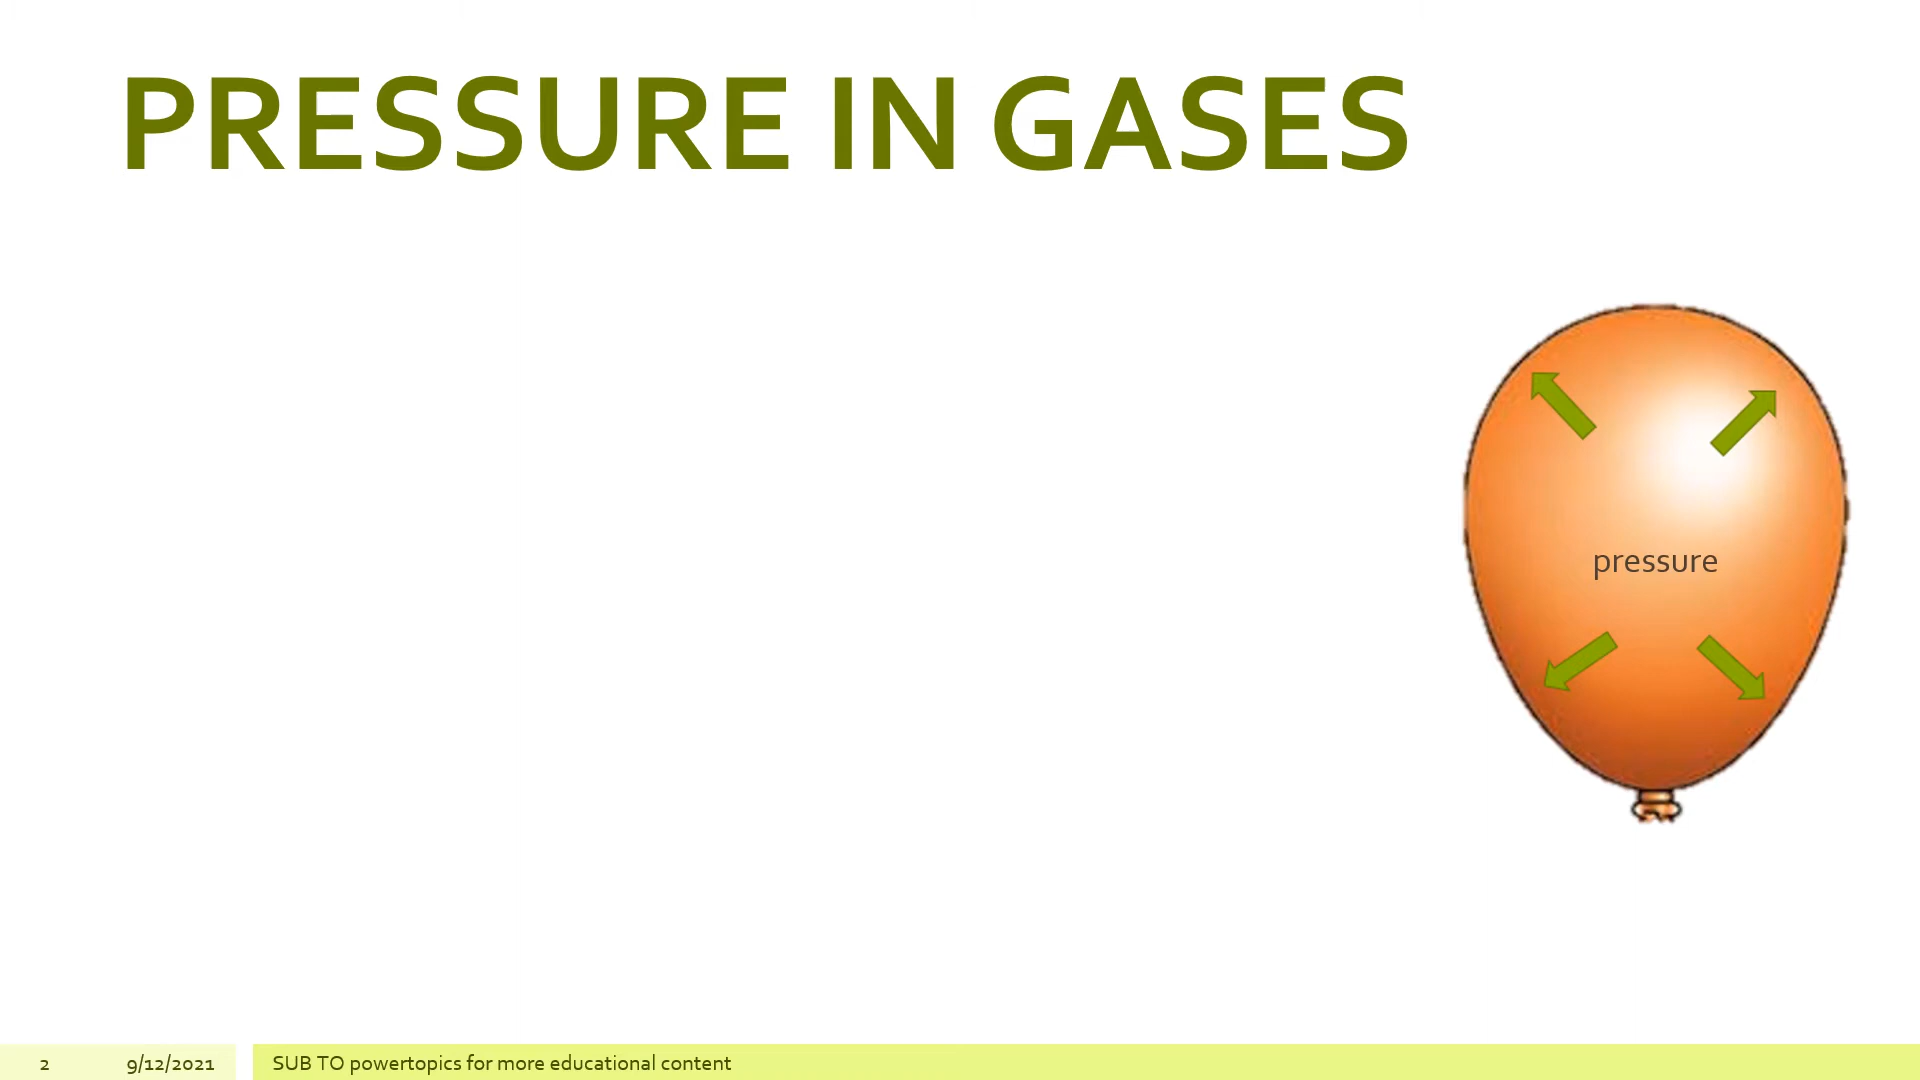 PRESSURE IN GASES
pressure
2 9/12/2021 SUB TO powertopics for more educational content